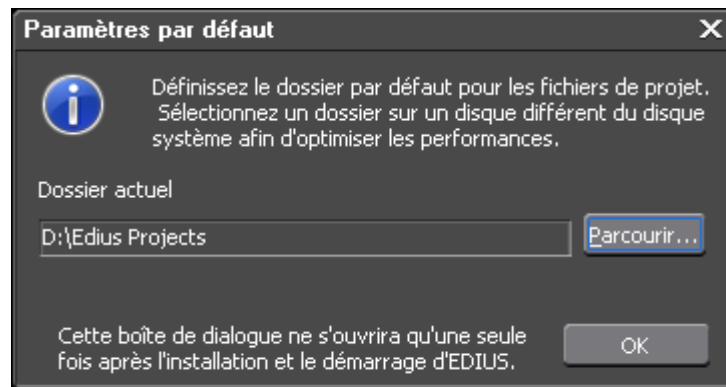 Paramètres par défaut
Définissez le dossier par défaut pour les fichiers de projet.
Sélectionnez un dossier sur un disque différent du disque
système afin d'optimiser les performances.
Dossier actuel
D:\Edius Projects
Parcourir...
Cette boîte de dialogue ne s'ouvrira qu'une seule
fois après l'installation et le démarrage d'EDIUS.
OK